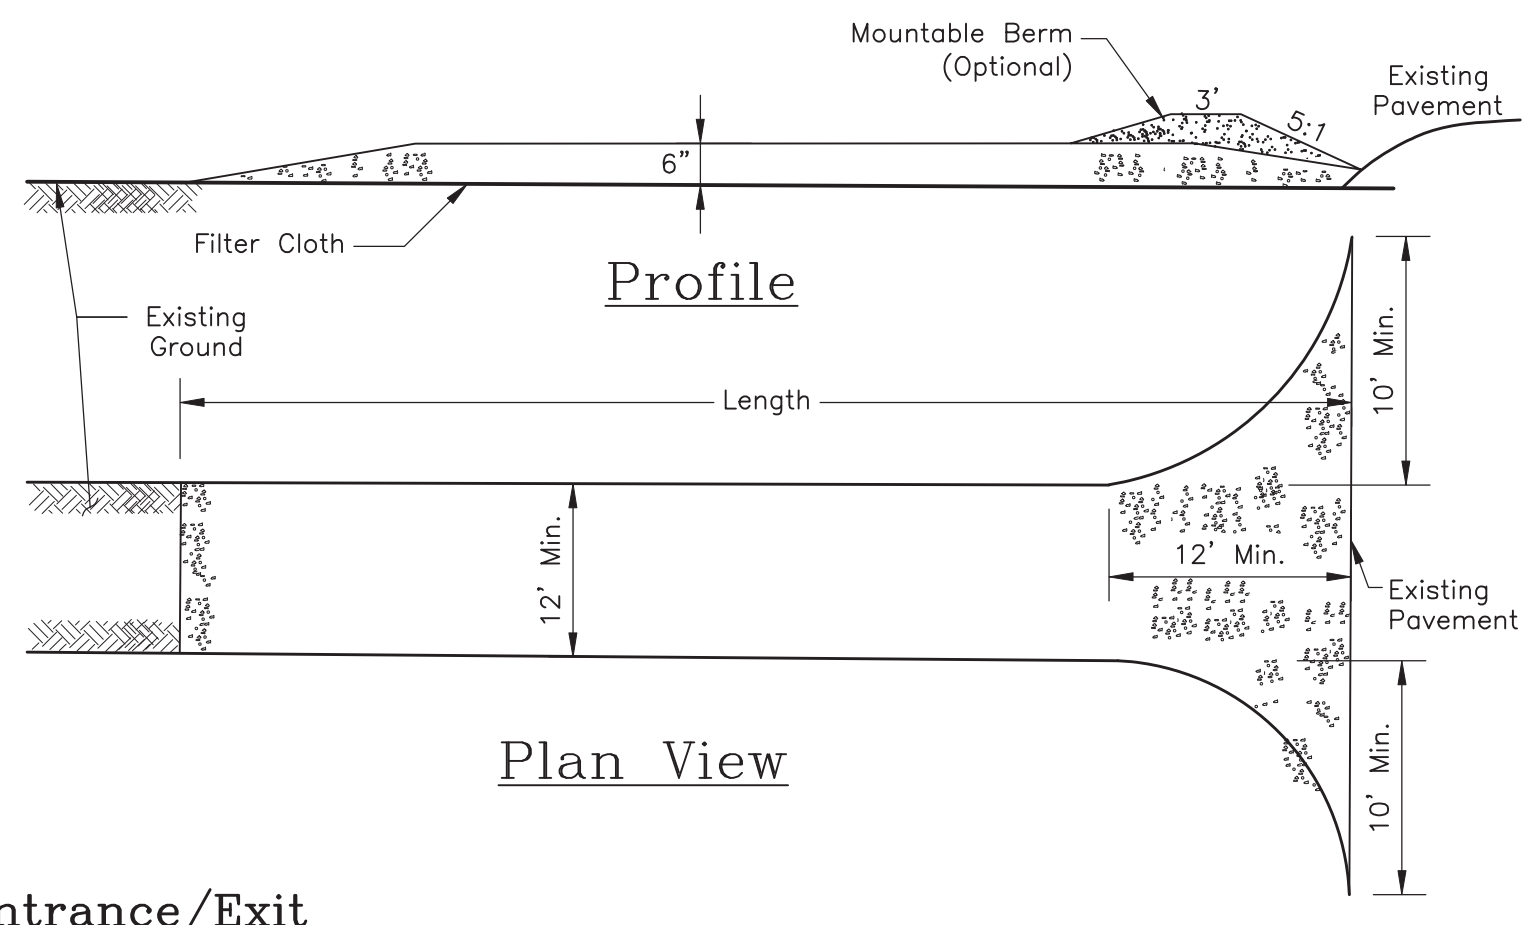 Mountable Berm
(Optional)
Existing
Pavement
3'
5:1
6"
Filter Cloth
Profile
Existing
Ground
Length
10' Min.
12' Min.
12' Min.
Existing
Pavement
10' Min.
Plan View
ntrance/Exit